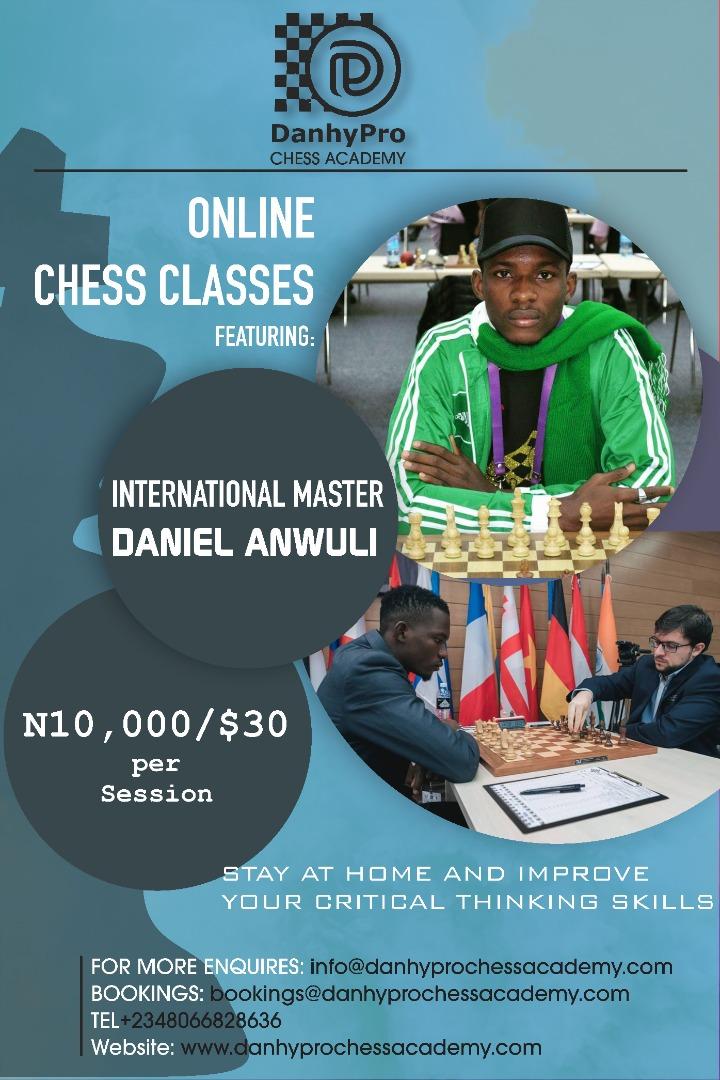 DanhyPro
CHESS ACADEMY
ONLINE
CHESS CLASSES
FEATURING:
INTERNATIONAL MASTER
DANIEL ANWULI
N10,000/$30
per
Session
STAY AT HOME AND IMPROVE
YOUR CRITICAL THINKING SKILLS
FOR MORE ENQUIRES: info@danhyprochessacademy.com
BOOKINGS: bookings@danhyprochessacademy.com
TEL+2348066828636
Website: www.danhyprochessacademy.com